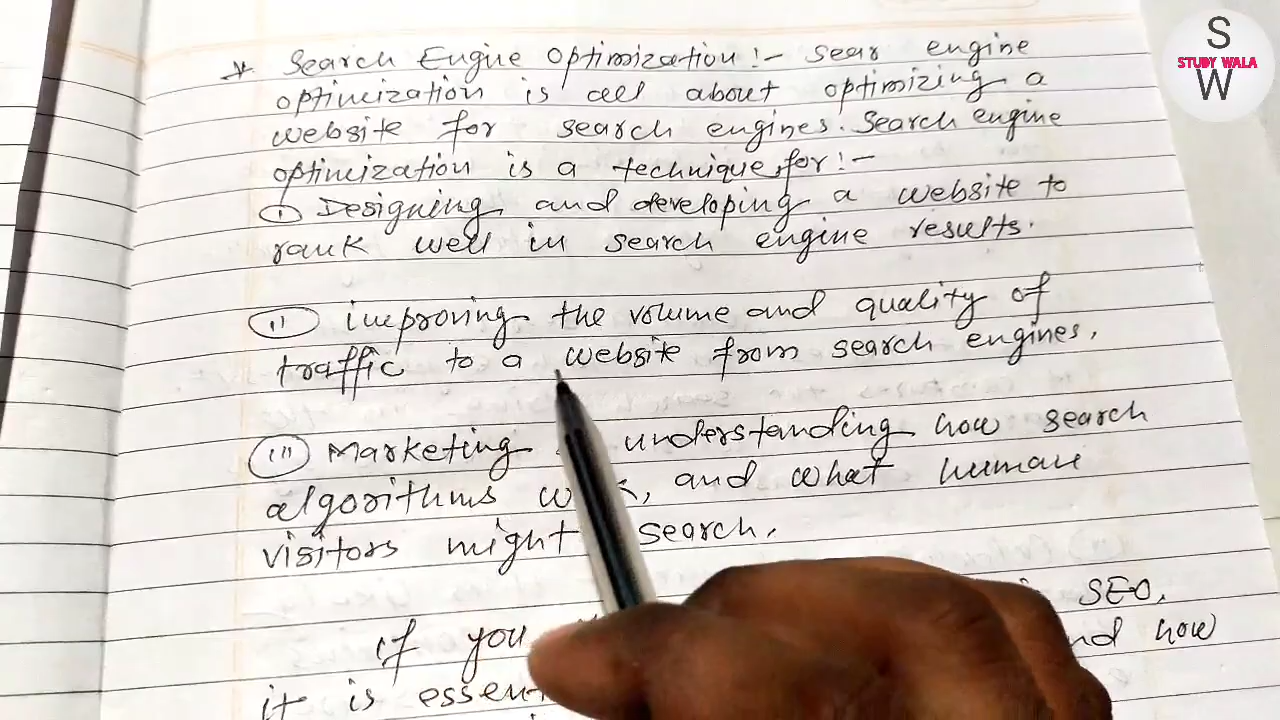 S
STUDY WALA
W
* Search Engine Optimization :- Sear engine
optimization is all about optimizing a
website for search engines. Search engine
optimization is a technique for :-
(i) Designing and developing a website to
rank well in search engine results.
(ii) improving the volume and quality of
traffic to a website from search engines.
(iii) Marketing understanding how search
algorithms and what human
visitors might search.
if you SEO,
how
it is